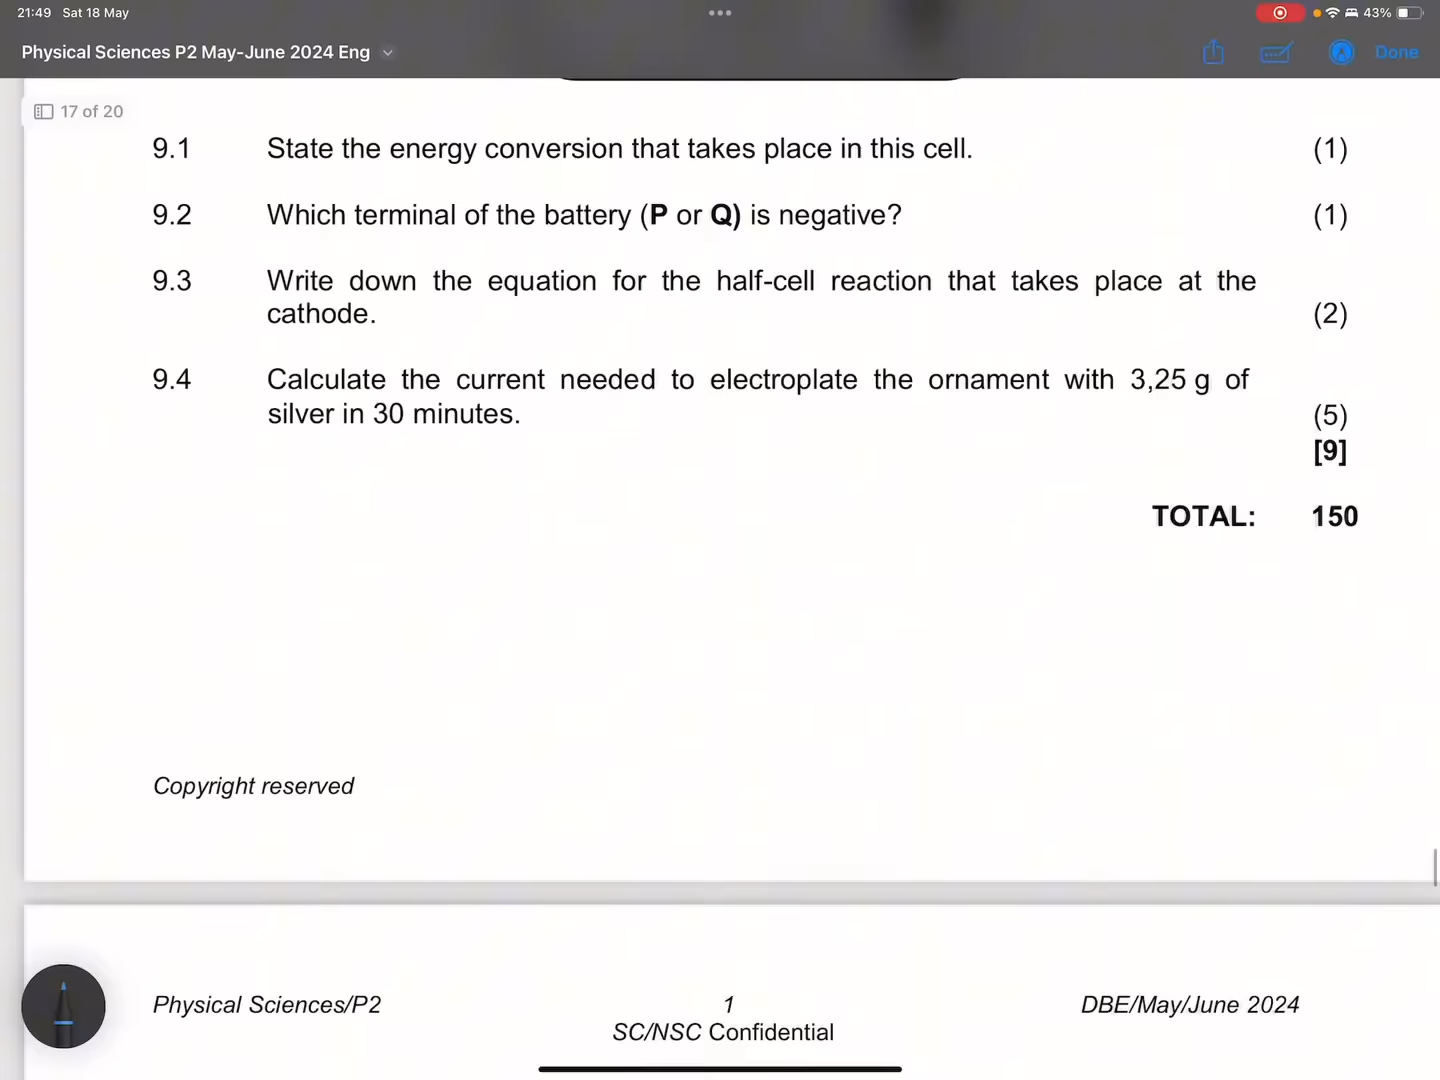 21:49 Sat 18 May
43%
Physical Sciences P2 May-June 2024 Eng
Done
17 of 20
9.1 State the energy conversion that takes place in this cell. (1)
9.2 Which terminal of the battery (P or Q) is negative? (1)
9.3 Write down the equation for the half-cell reaction that takes place at the
cathode. (2)
9.4 Calculate the current needed to electroplate the ornament with 3,25 g of
silver in 30 minutes. (5)
[9]
TOTAL: 150
Copyright reserved
Physical Sciences/P2 1 DBE/May/June 2024
SC/NSC Confidential